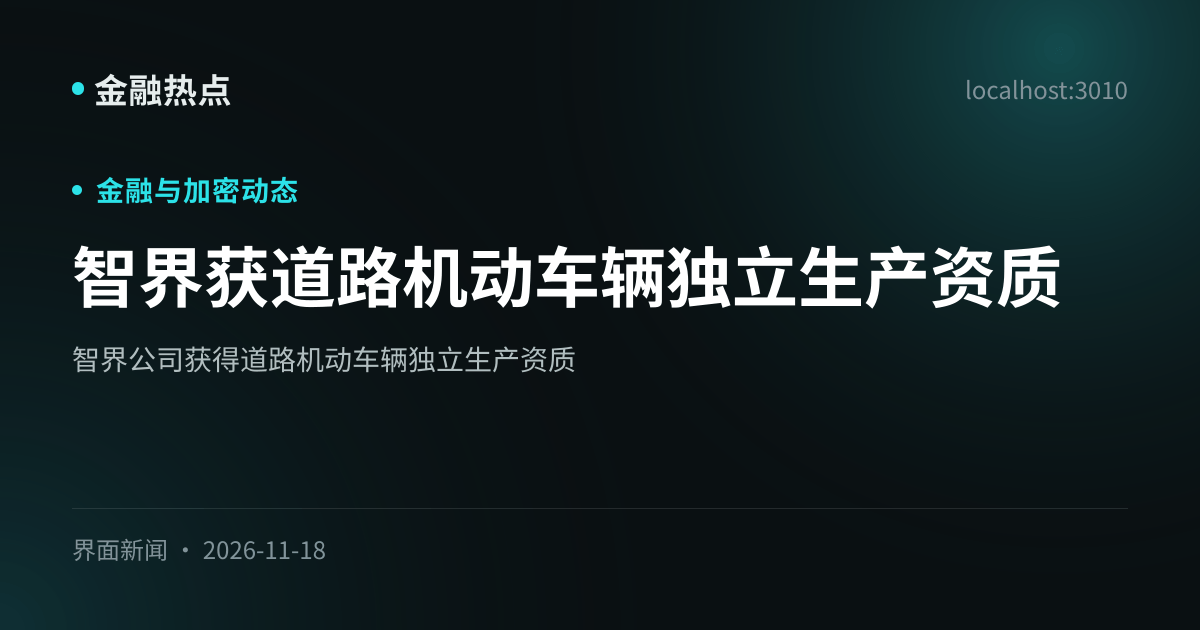 金融热点
localhost:3010
金融与加密动态
智界获道路机动车辆独立生产资质
智界公司获得道路机动车辆独立生产资质
界面新闻 • 2026-11-18